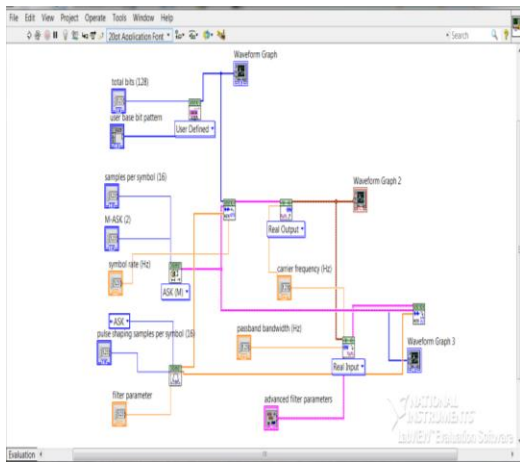 File Edit View Project Operate Tools Window Help
20pt Application Font
Search
Waveform Graph
total bits (128)
user base bit pattern
User Defined
samples per symbol (16)
Waveform Graph 2
M-ASK (2)
Real Output
symbol rate (Hz)
carrier frequency (Hz)
ASK (M)
ASK
passband bandwidth (Hz)
pulse shaping samples per symbol (16)
Waveform Graph 3
Real Input
filter parameter
advanced filter parameters
NATIONAL
INSTRUMENTS
LabVIEW Evaluation Software
Evaluation